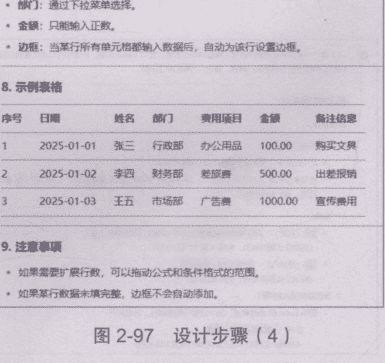 • 部门：通过下拉菜单选择。
• 金额：只能输入正数。
• 边框：当某行所有单元格都输入数据后，自动为该行设置边框。
8. 示例表格
序号 日期 姓名 部门 费用项目 金额 备注信息
1 2025-01-01 张三 行政部 办公用品 100.00 购买文具
2 2025-01-02 李四 财务部 差旅费 500.00 出差报销
3 2025-01-03 王五 市场部 广告费 1000.00 宣传费用
9. 注意事项
• 如果需要扩展行数，可以拖动公式和条件格式的范围。
• 如果某行数据未填完整，边框不会自动添加。
图 2-97 设计步骤（4）